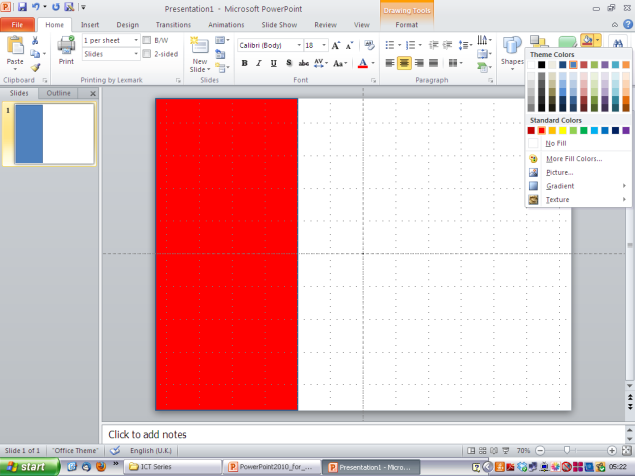 Presentation1 - Microsoft PowerPoint
Drawing Tools
File Home Insert Design Transitions Animations Slide Show Review View Format
Paste
Clipboard
Print
1 per sheet
Slides
B/W
2-sided
Printing by Lexmark
New Slide
Slides
Calibri (Body) 18
B I U S abc AV Aa A
Font
Paragraph
Shapes
Theme Colors
Standard Colors
No Fill
More Fill Colors...
Picture...
Gradient
Texture
Slides Outline
1
Click to add notes
Slide 1 of 1 "Office Theme" English (U.K.) 70%
start ICT Series PowerPoint2010_for_... Presentation1 - Micro... 05:22